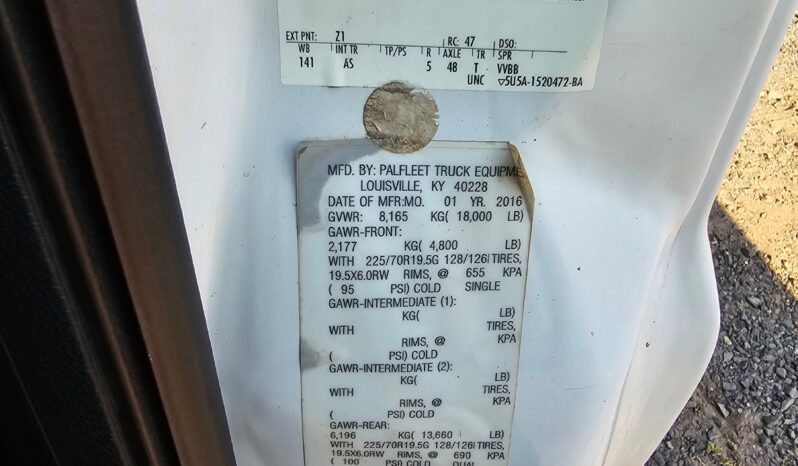 EXT PNT: Z1 RC: 47 DSO:
WB INT TR TP/PS R AXLE TR SPR
141 AS 5 48 T VVBB
UNC ▽5U5A-1520472-BA
MFD. BY: PALFLEET TRUCK EQUIPME
LOUISVILLE, KY 40228
DATE OF MFR:MO. 01 YR. 2016
GVWR: 8,165 KG( 18,000 LB)
GAWR-FRONT:
2,177 KG( 4,800 LB)
WITH 225/70R19.5G 128/126 TIRES,
19.5X6.0RW RIMS, @ 655 KPA
( 95 PSI) COLD SINGLE
GAWR-INTERMEDIATE (1):
KG( LB)
WITH TIRES,
RIMS, @ KPA
( PSI) COLD
GAWR-INTERMEDIATE (2):
KG( LB)
WITH TIRES,
RIMS, @ KPA
( PSI) COLD
GAWR-REAR:
6,196 KG( 13,660 LB)
WITH 225/70R19.5G 128/126 TIRES,
19.5X6.0RW RIMS, @ 690 KPA
( 100 PSI) COLD DUAL